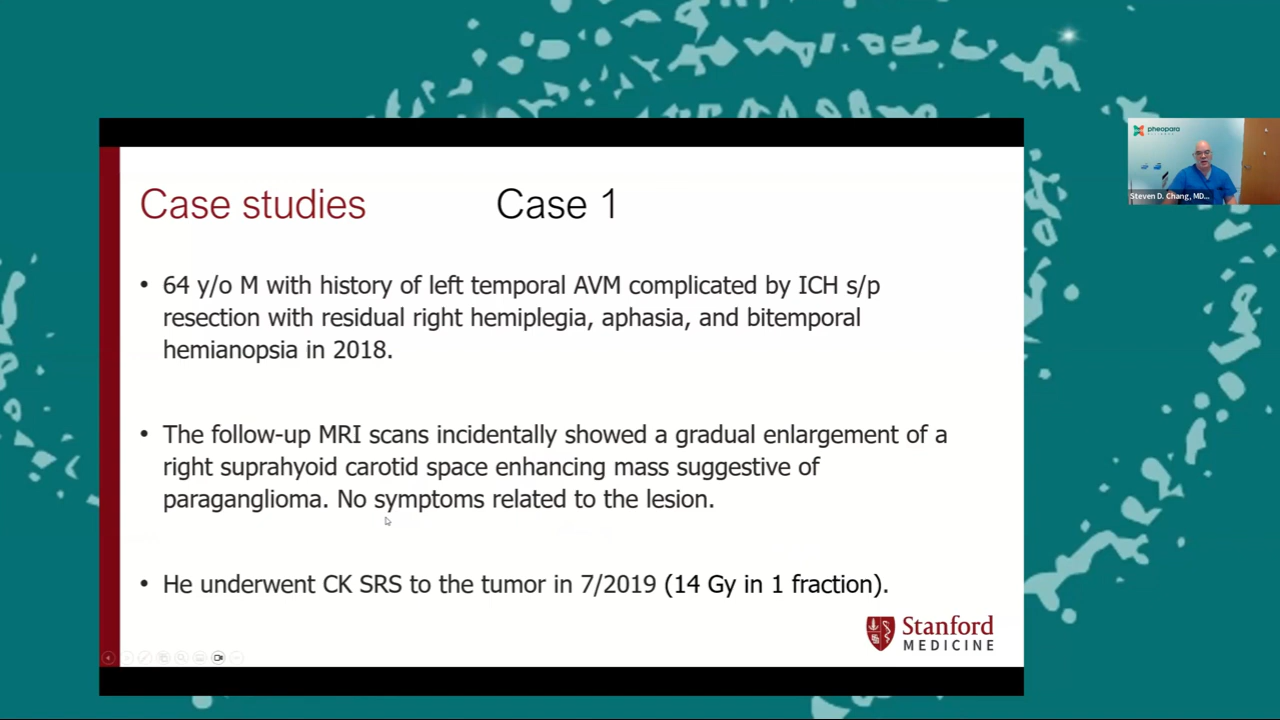 Case studies
Case 1
• 64 y/o M with history of left temporal AVM complicated by ICH s/p
resection with residual right hemiplegia, aphasia, and bitemporal
hemianopsia in 2018.
• The follow-up MRI scans incidentally showed a gradual enlargement of a
right suprahyoid carotid space enhancing mass suggestive of
paraganglioma. No symptoms related to the lesion.
• He underwent CK SRS to the tumor in 7/2019 (14 Gy in 1 fraction).
Stanford
MEDICINE
pheopara
Steven D. Chang, MD...